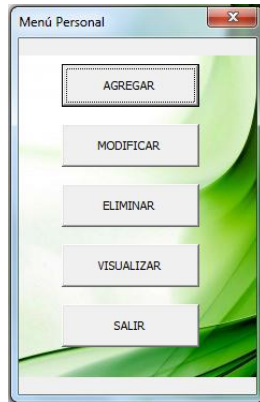 Menú Personal
AGREGAR
MODIFICAR
ELIMINAR
VISUALIZAR
SALIR